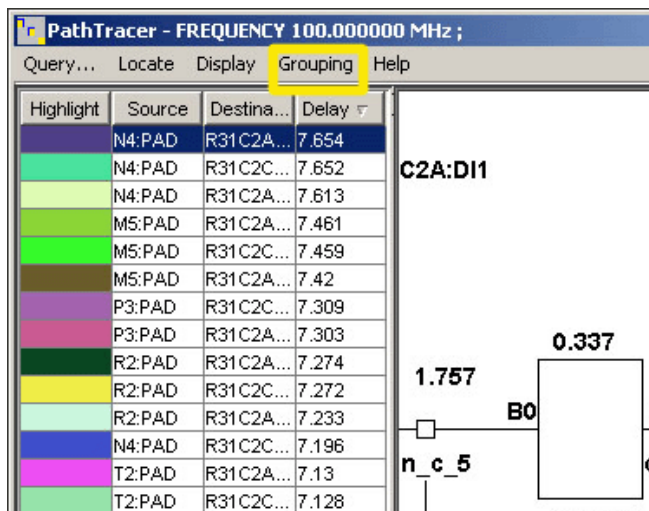 PathTracer - FREQUENCY 100.000000 MHz ;
Query... Locate Display Grouping Help
Highlight Source Destina... Delay
N4:PAD R31C2A... 7.654
N4:PAD R31C2C... 7.652
N4:PAD R31C2A... 7.613
M5:PAD R31C2A... 7.461
M5:PAD R31C2C... 7.459
M5:PAD R31C2A... 7.42
P3:PAD R31C2C... 7.309
P3:PAD R31C2A... 7.303
R2:PAD R31C2A... 7.274
R2:PAD R31C2C... 7.272
R2:PAD R31C2A... 7.233
N4:PAD R31C2C... 7.196
T2:PAD R31C2A... 7.13
T2:PAD R31C2C... 7.128
C2A:DI1
0.337
1.757
B0
n_c_5